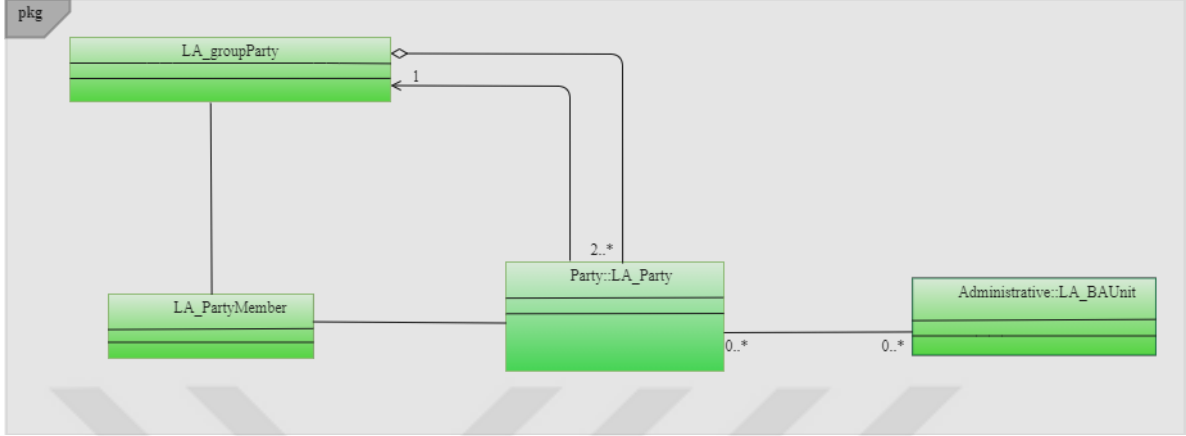 pkg
LA_groupParty
1
2..*
Party::LA_Party
LA_PartyMember
Administrative::LA_BAUnit
0..*
0..*